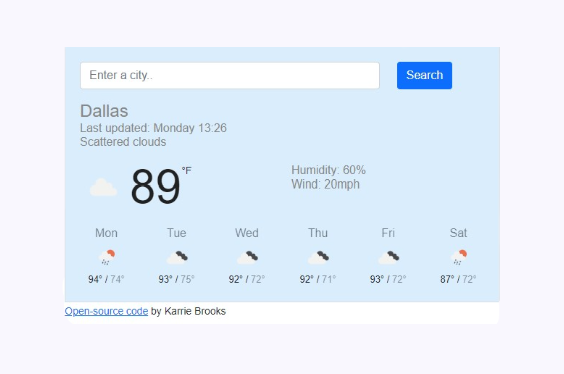 Enter a city..
Search
Dallas
Last updated: Monday 13:26
Scattered clouds
89°F
Humidity: 60%
Wind: 20mph
Mon Tue Wed Thu Fri Sat
94° / 74° 93° / 75° 92° / 72° 92° / 71° 93° / 72° 87° / 72°
Open-source code by Karrie Brooks